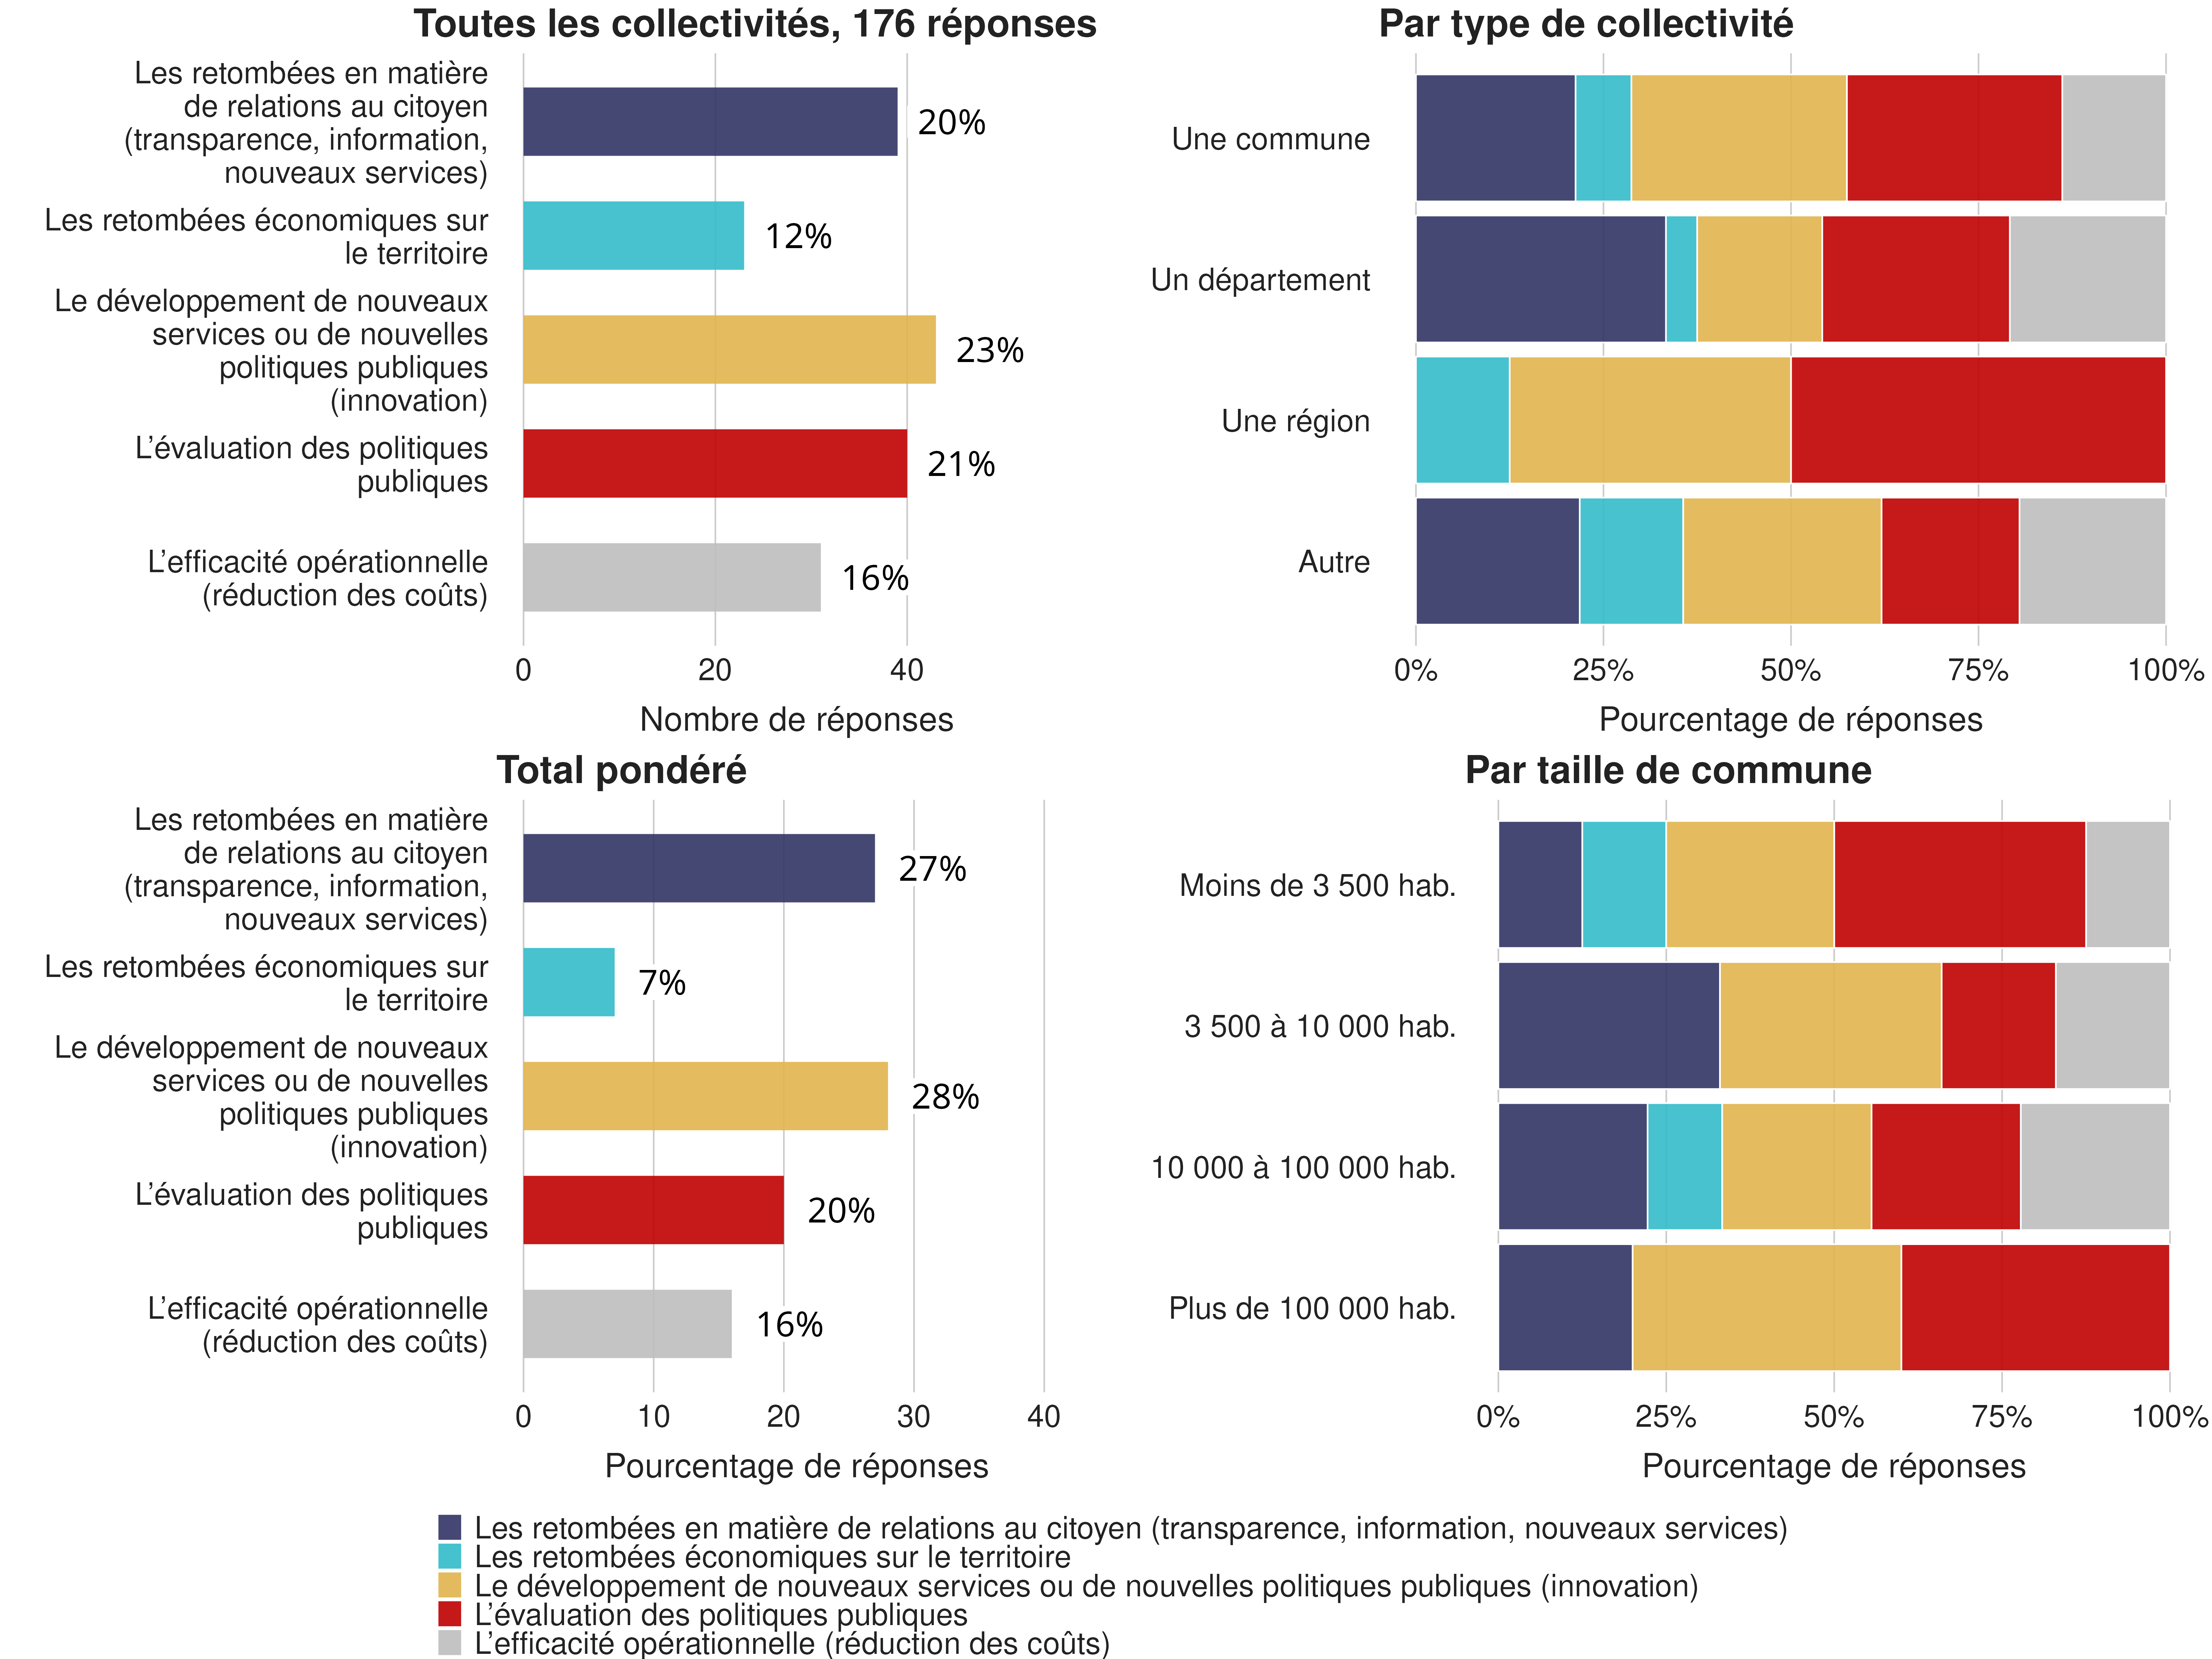 Toutes les collectivités, 176 réponses
Les retombées en matière
de relations au citoyen
(transparence, information,
nouveaux services)
20%
Les retombées économiques sur
le territoire
12%
Le développement de nouveaux
services ou de nouvelles
politiques publiques
(innovation)
23%
L’évaluation des politiques
publiques
21%
L’efficacité opérationnelle
(réduction des coûts)
16%
0 20 40
Nombre de réponses
Par type de collectivité
Une commune
Un département
Une région
Autre
0% 25% 50% 75% 100%
Pourcentage de réponses
Total pondéré
Les retombées en matière
de relations au citoyen
(transparence, information,
nouveaux services)
27%
Les retombées économiques sur
le territoire
7%
Le développement de nouveaux
services ou de nouvelles
politiques publiques
(innovation)
28%
L’évaluation des politiques
publiques
20%
L’efficacité opérationnelle
(réduction des coûts)
16%
0 10 20 30 40
Pourcentage de réponses
Par taille de commune
Moins de 3 500 hab.
3 500 à 10 000 hab.
10 000 à 100 000 hab.
Plus de 100 000 hab.
0% 25% 50% 75% 100%
Pourcentage de réponses
Les retombées en matière de relations au citoyen (transparence, information, nouveaux services)
Les retombées économiques sur le territoire
Le développement de nouveaux services ou de nouvelles politiques publiques (innovation)
L’évaluation des politiques publiques
L’efficacité opérationnelle (réduction des coûts)